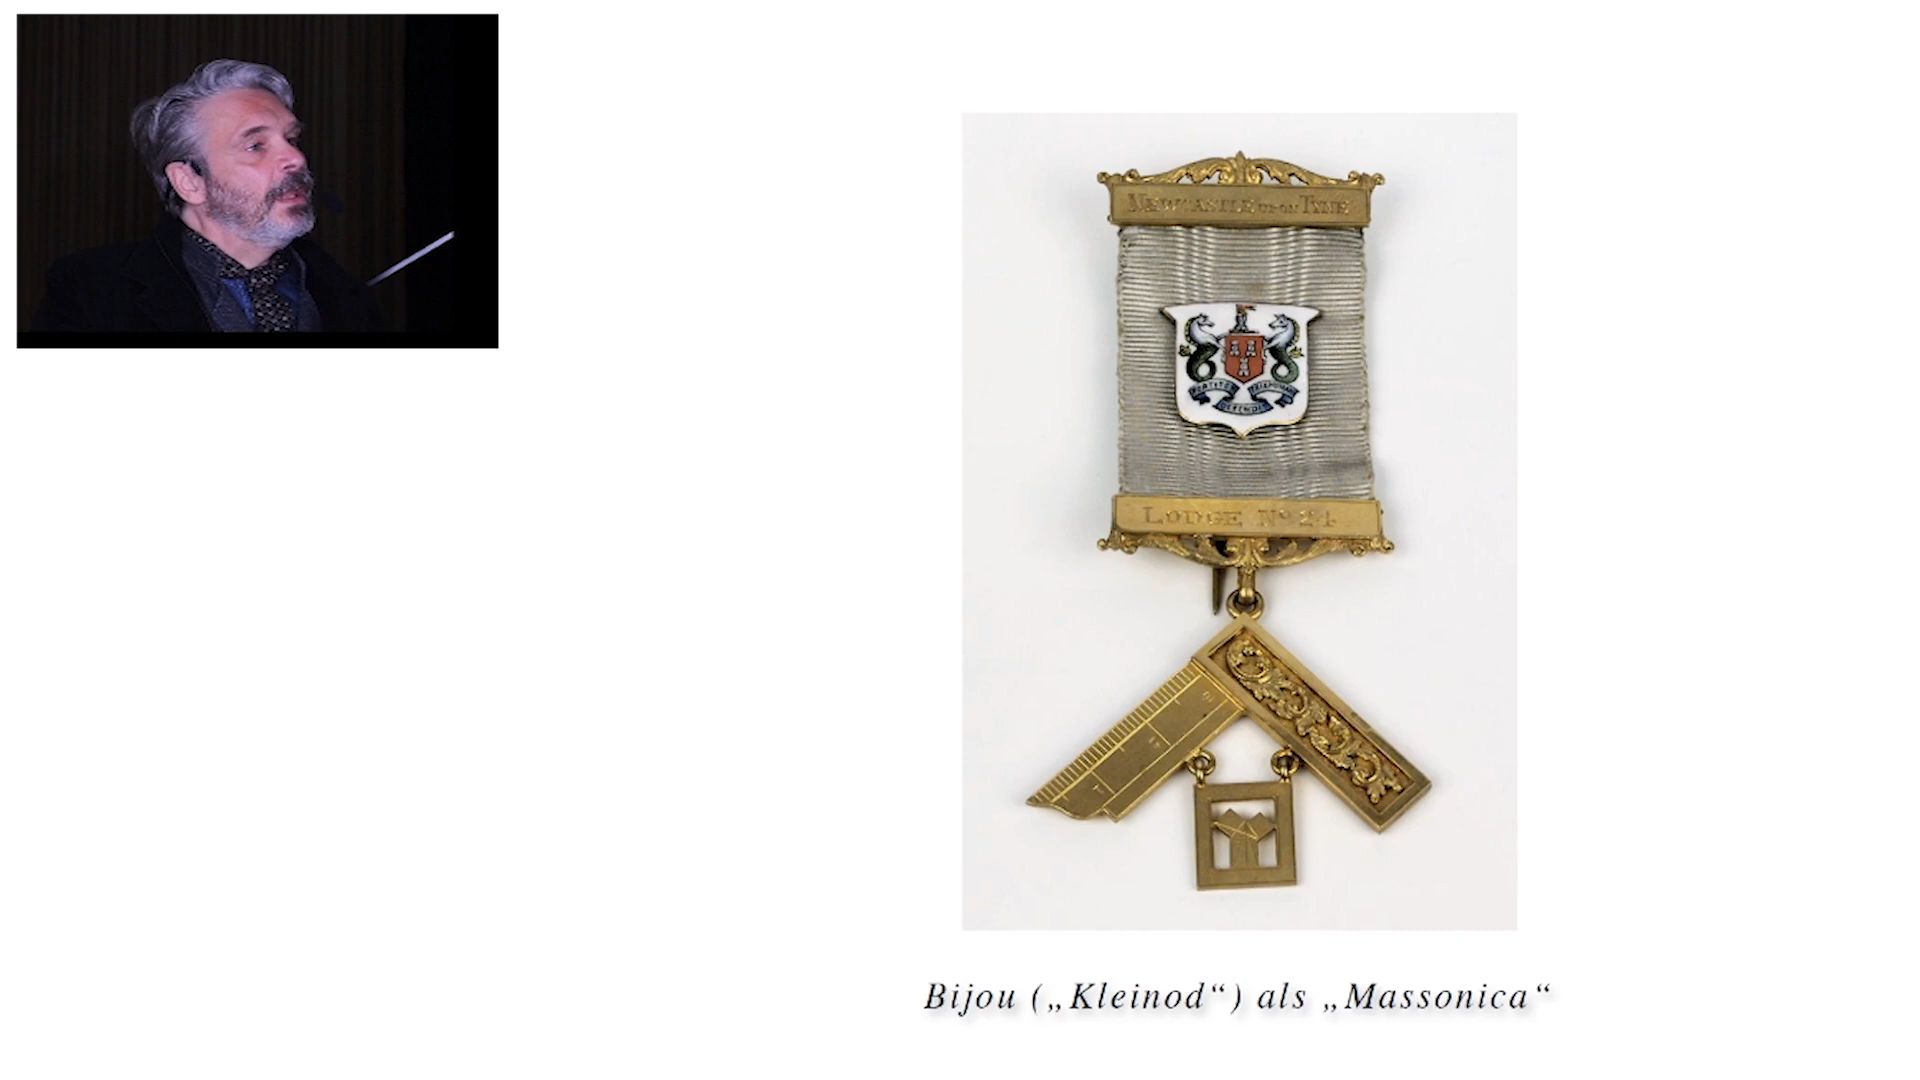 NEWCASTLE UPON TYNE
LODGE Nº 24
Bijou („Kleinod“) als „Massonica“